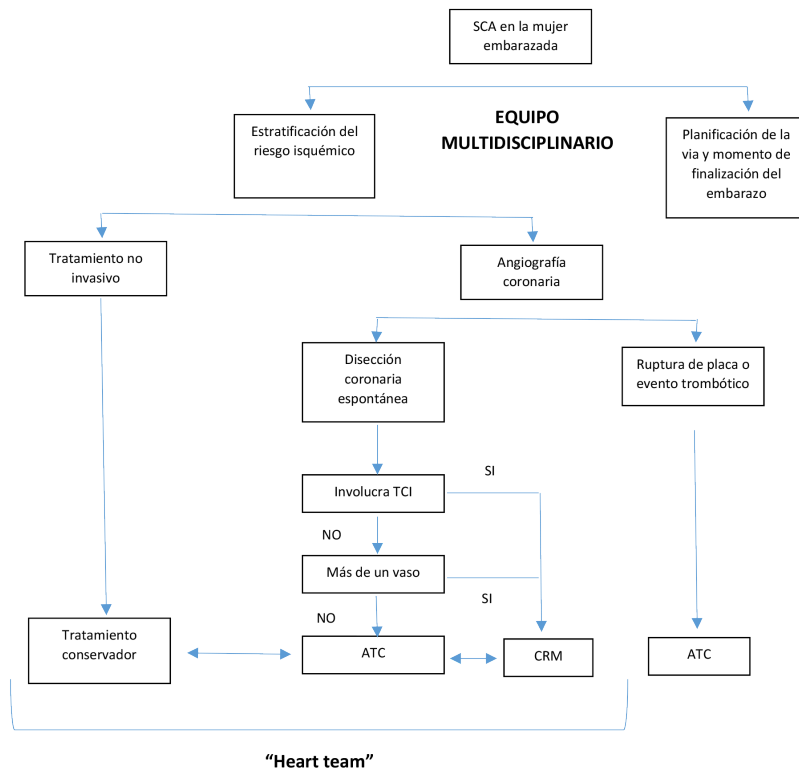 SCA en la mujer
embarazada
EQUIPO
MULTIDISCIPLINARIO
Estratificación del
riesgo isquémico
Planificación de la
via y momento de
finalización del
embarazo
Tratamiento no
invasivo
Angiografía
coronaria
Disección
coronaria
espontánea
Ruptura de placa o
evento trombótico
Involucra TCI
SI
NO
Más de un vaso
SI
NO
Tratamiento
conservador
ATC
CRM
ATC
“Heart team”